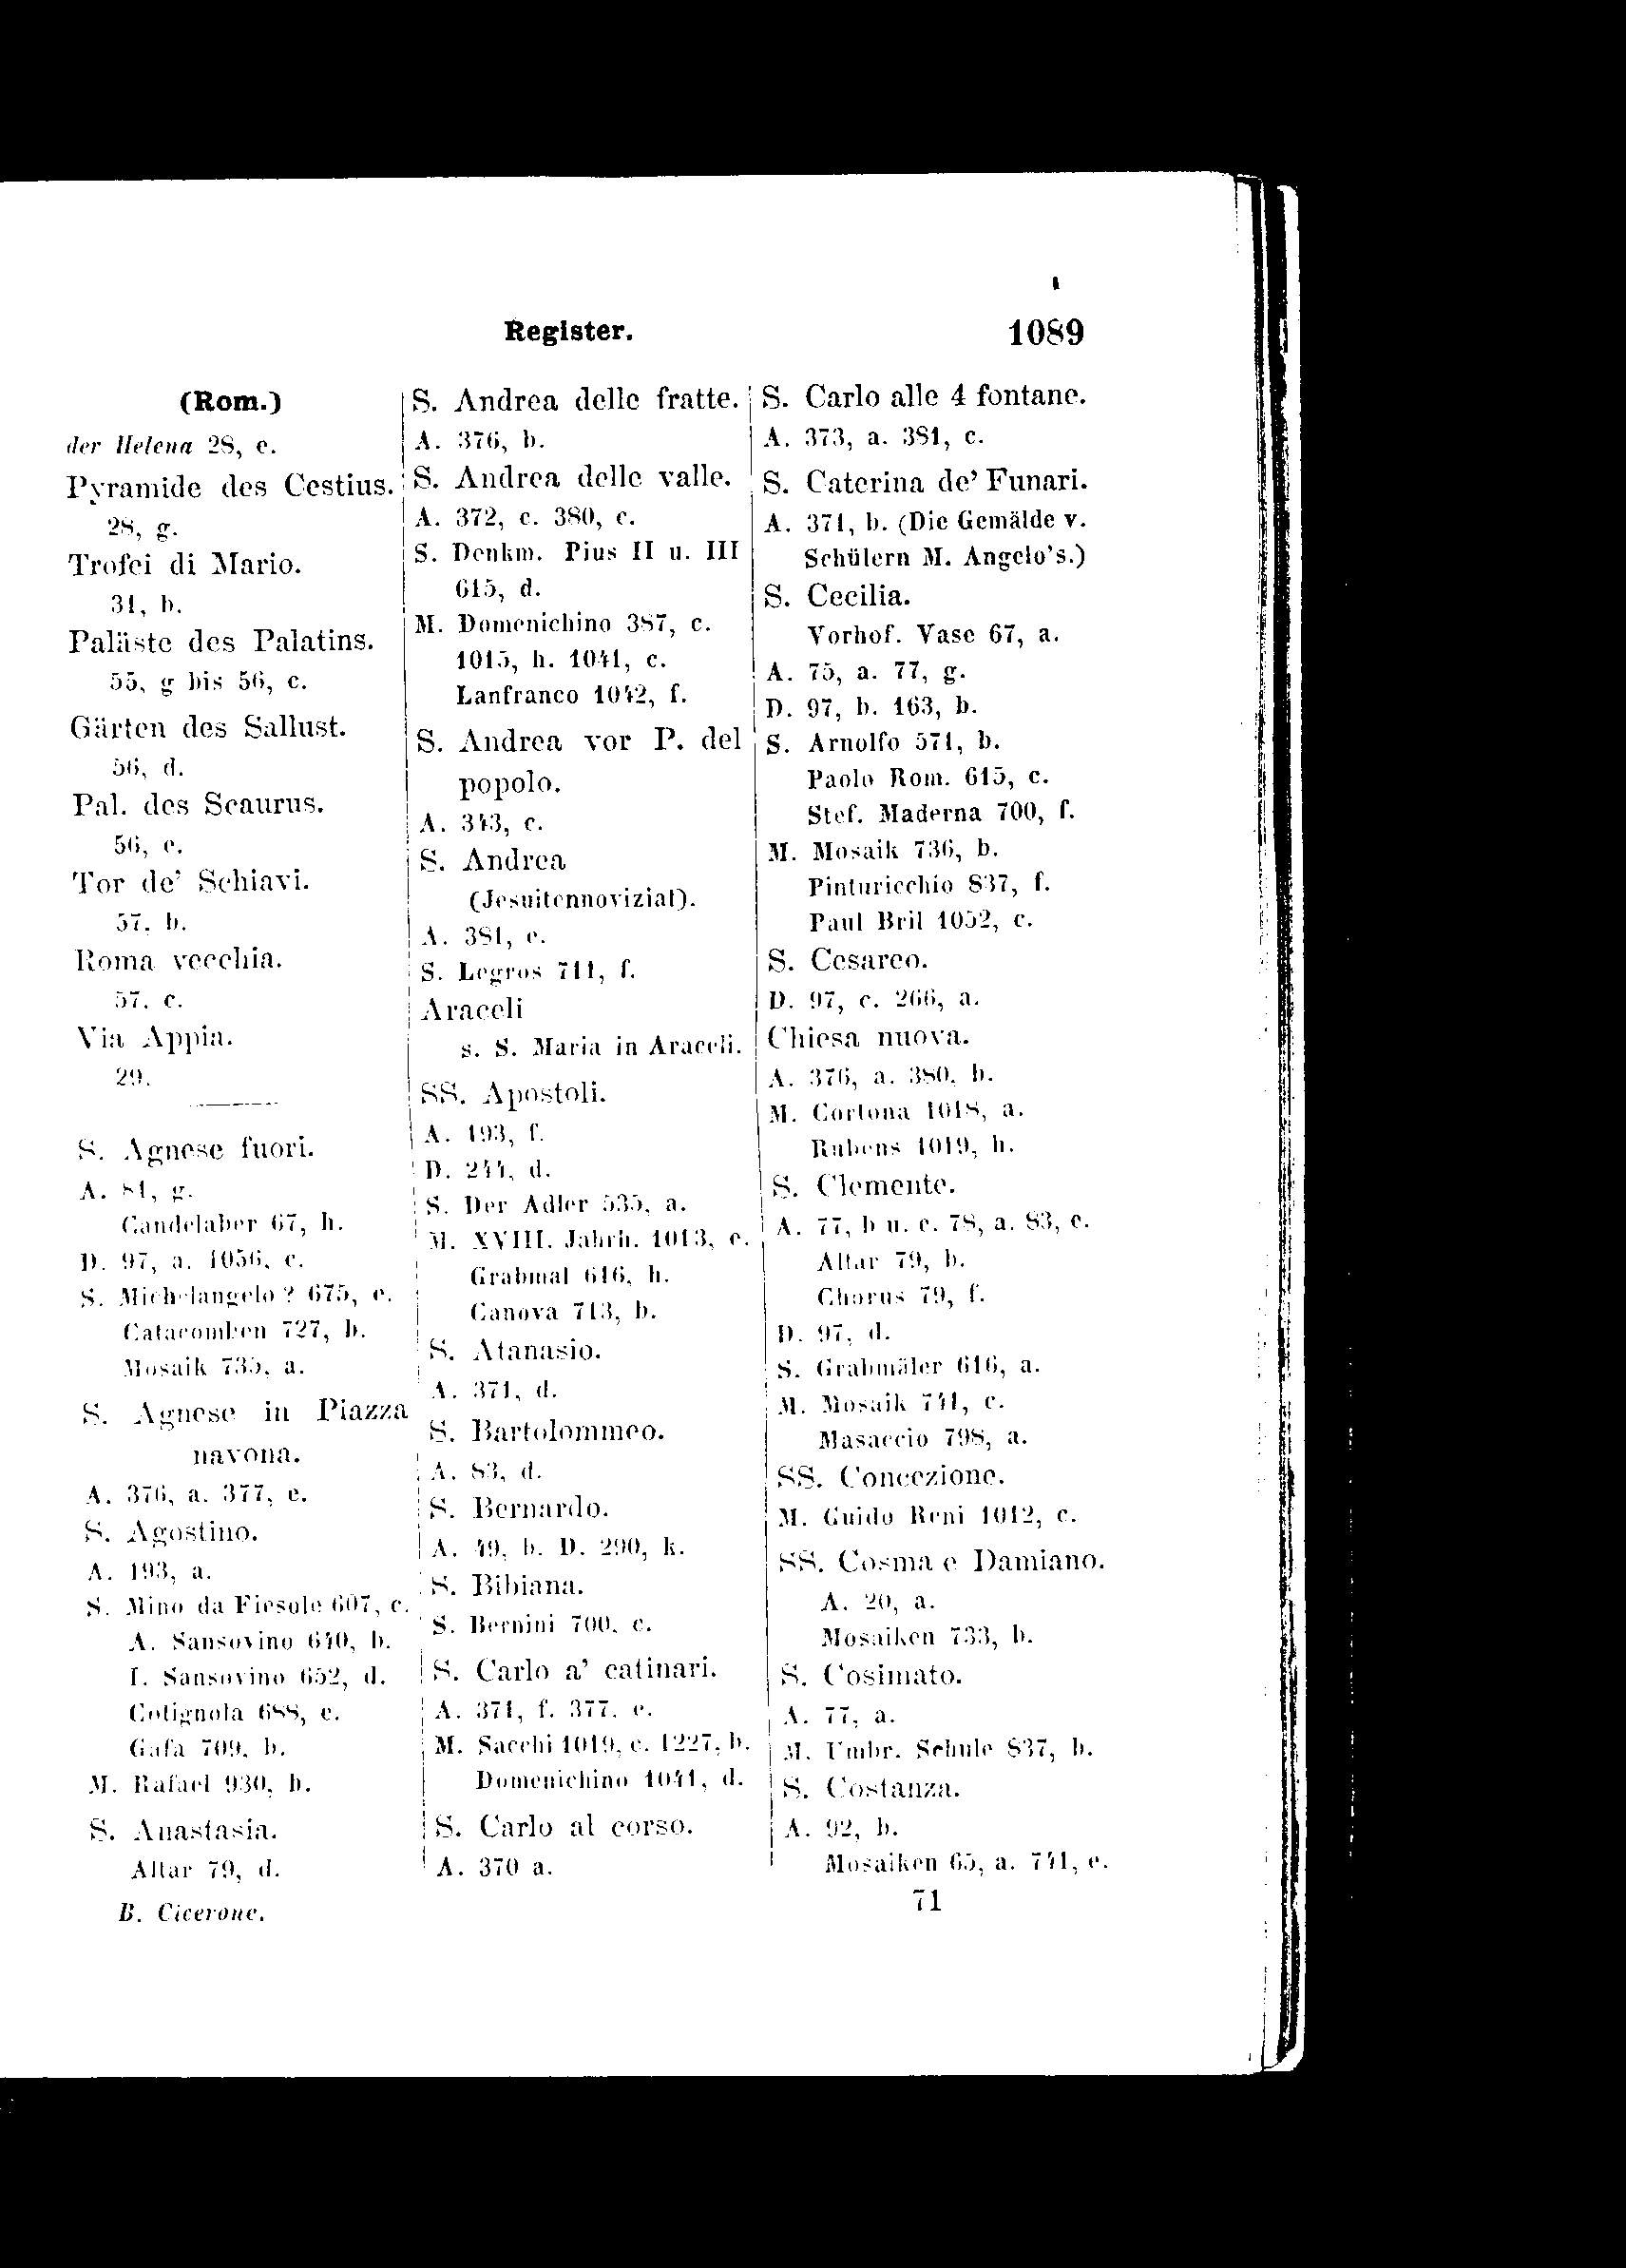 Register.
1089
(Rom.)
der Helena 28, e.
Pyramide des Cestius.
28, g.
Trofei di Mario.
31, b.
Paläste des Palatins.
55, g bis 56, c.
Gärten des Sallust.
56, d.
Pal. des Scaurus.
56, e.
Tor de' Schiavi.
57, b.
Roma vecchia.
57, c.
Via Appia.
29.
S. Agnese fuori.
A. 81, g.
Candelaber 67, h.
D. 97, a. 1056, c.
S. Michelangelo? 675, e.
Catacomben 727, b.
Mosaik 735, a.
S. Agnese in Piazza
navona.
A. 376, a. 377, e.
S. Agostino.
A. 193, a.
S. Mino da Fiesole 607, c.
A. Sansovino 640, b.
I. Sansovino 652, d.
Cotignola 688, c.
Gafa 709, b.
M. Rafael 930, b.
S. Anastasia.
Altar 79, d.
S. Andrea delle fratte.
A. 376, b.
S. Andrea delle valle.
A. 372, c. 380, c.
S. Denkm. Pius II u. III
615, d.
M. Domenichino 387, c.
1015, h. 1041, c.
Lanfranco 1042, f.
S. Andrea vor P. del
popolo.
A. 343, c.
S. Andrea
(Jesuitennoviziat).
A. 381, e.
S. Legros 711, f.
Araceli
s. S. Maria in Araceli.
SS. Apostoli.
A. 193, f.
D. 244, d.
S. Der Adler 535, a.
M. XVIII. Jahrh. 1013, e.
Grabmal 616, h.
Canova 713, b.
S. Atanasio.
A. 371, d.
S. Bartolommeo.
A. 83, d.
S. Bernardo.
A. 49, b. D. 290, k.
S. Bibiana.
S. Bernini 700, c.
S. Carlo a' catinari.
A. 371, f. 377, e.
M. Sacchi 1019, c. 1227, b.
Domenichino 1041, d.
S. Carlo al corso.
A. 370 a.
S. Carlo alle 4 fontane.
A. 373, a. 381, c.
S. Caterina de' Funari.
A. 371, b. (Die Gemälde v.
Schülern M. Angelo's.)
S. Cecilia.
Vorhof. Vase 67, a.
A. 75, a. 77, g.
D. 97, b. 163, b.
S. Arnolfo 571, b.
Paolo Rom. 615, c.
Stef. Maderna 700, f.
M. Mosaik 736, b.
Pinturicchio 837, f.
Paul Bril 1052, c.
S. Cesareo.
D. 97, c. 266, a.
Chiesa nuova.
A. 376, a. 380, b.
M. Cortona 1018, a.
Rubens 1019, h.
S. Clemente.
A. 77, b u. c. 78, a. 83, c.
Altar 79, b.
Chorus 79, f.
D. 97, d.
S. Grabmäler 616, a.
M. Mosaik 741, c.
Masaccio 798, a.
SS. Concezione.
M. Guido Reni 1012, c.
SS. Cosma e Damiano.
A. 20, a.
Mosaiken 733, b.
S. Cosimato.
A. 77, a.
M. Umbr. Schule 837, b.
S. Costanza.
A. 92, b.
Mosaiken 65, a. 741, e.
B. Cicerone.
71